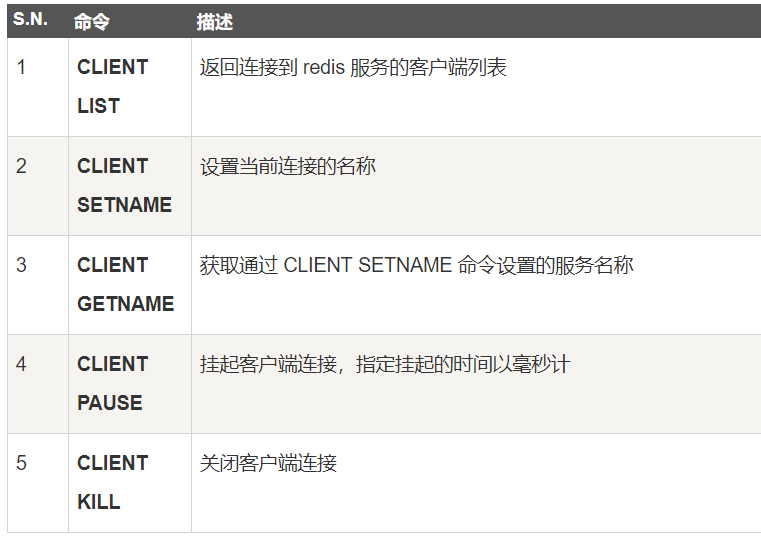 S.N. 命令 描述
1 CLIENT 返回连接到 redis 服务的客户端列表
LIST
2 CLIENT 设置当前连接的名称
SETNAME
3 CLIENT 获取通过 CLIENT SETNAME 命令设置的服务名称
GETNAME
4 CLIENT 挂起客户端连接，指定挂起的时间以毫秒计
PAUSE
5 CLIENT 关闭客户端连接
KILL